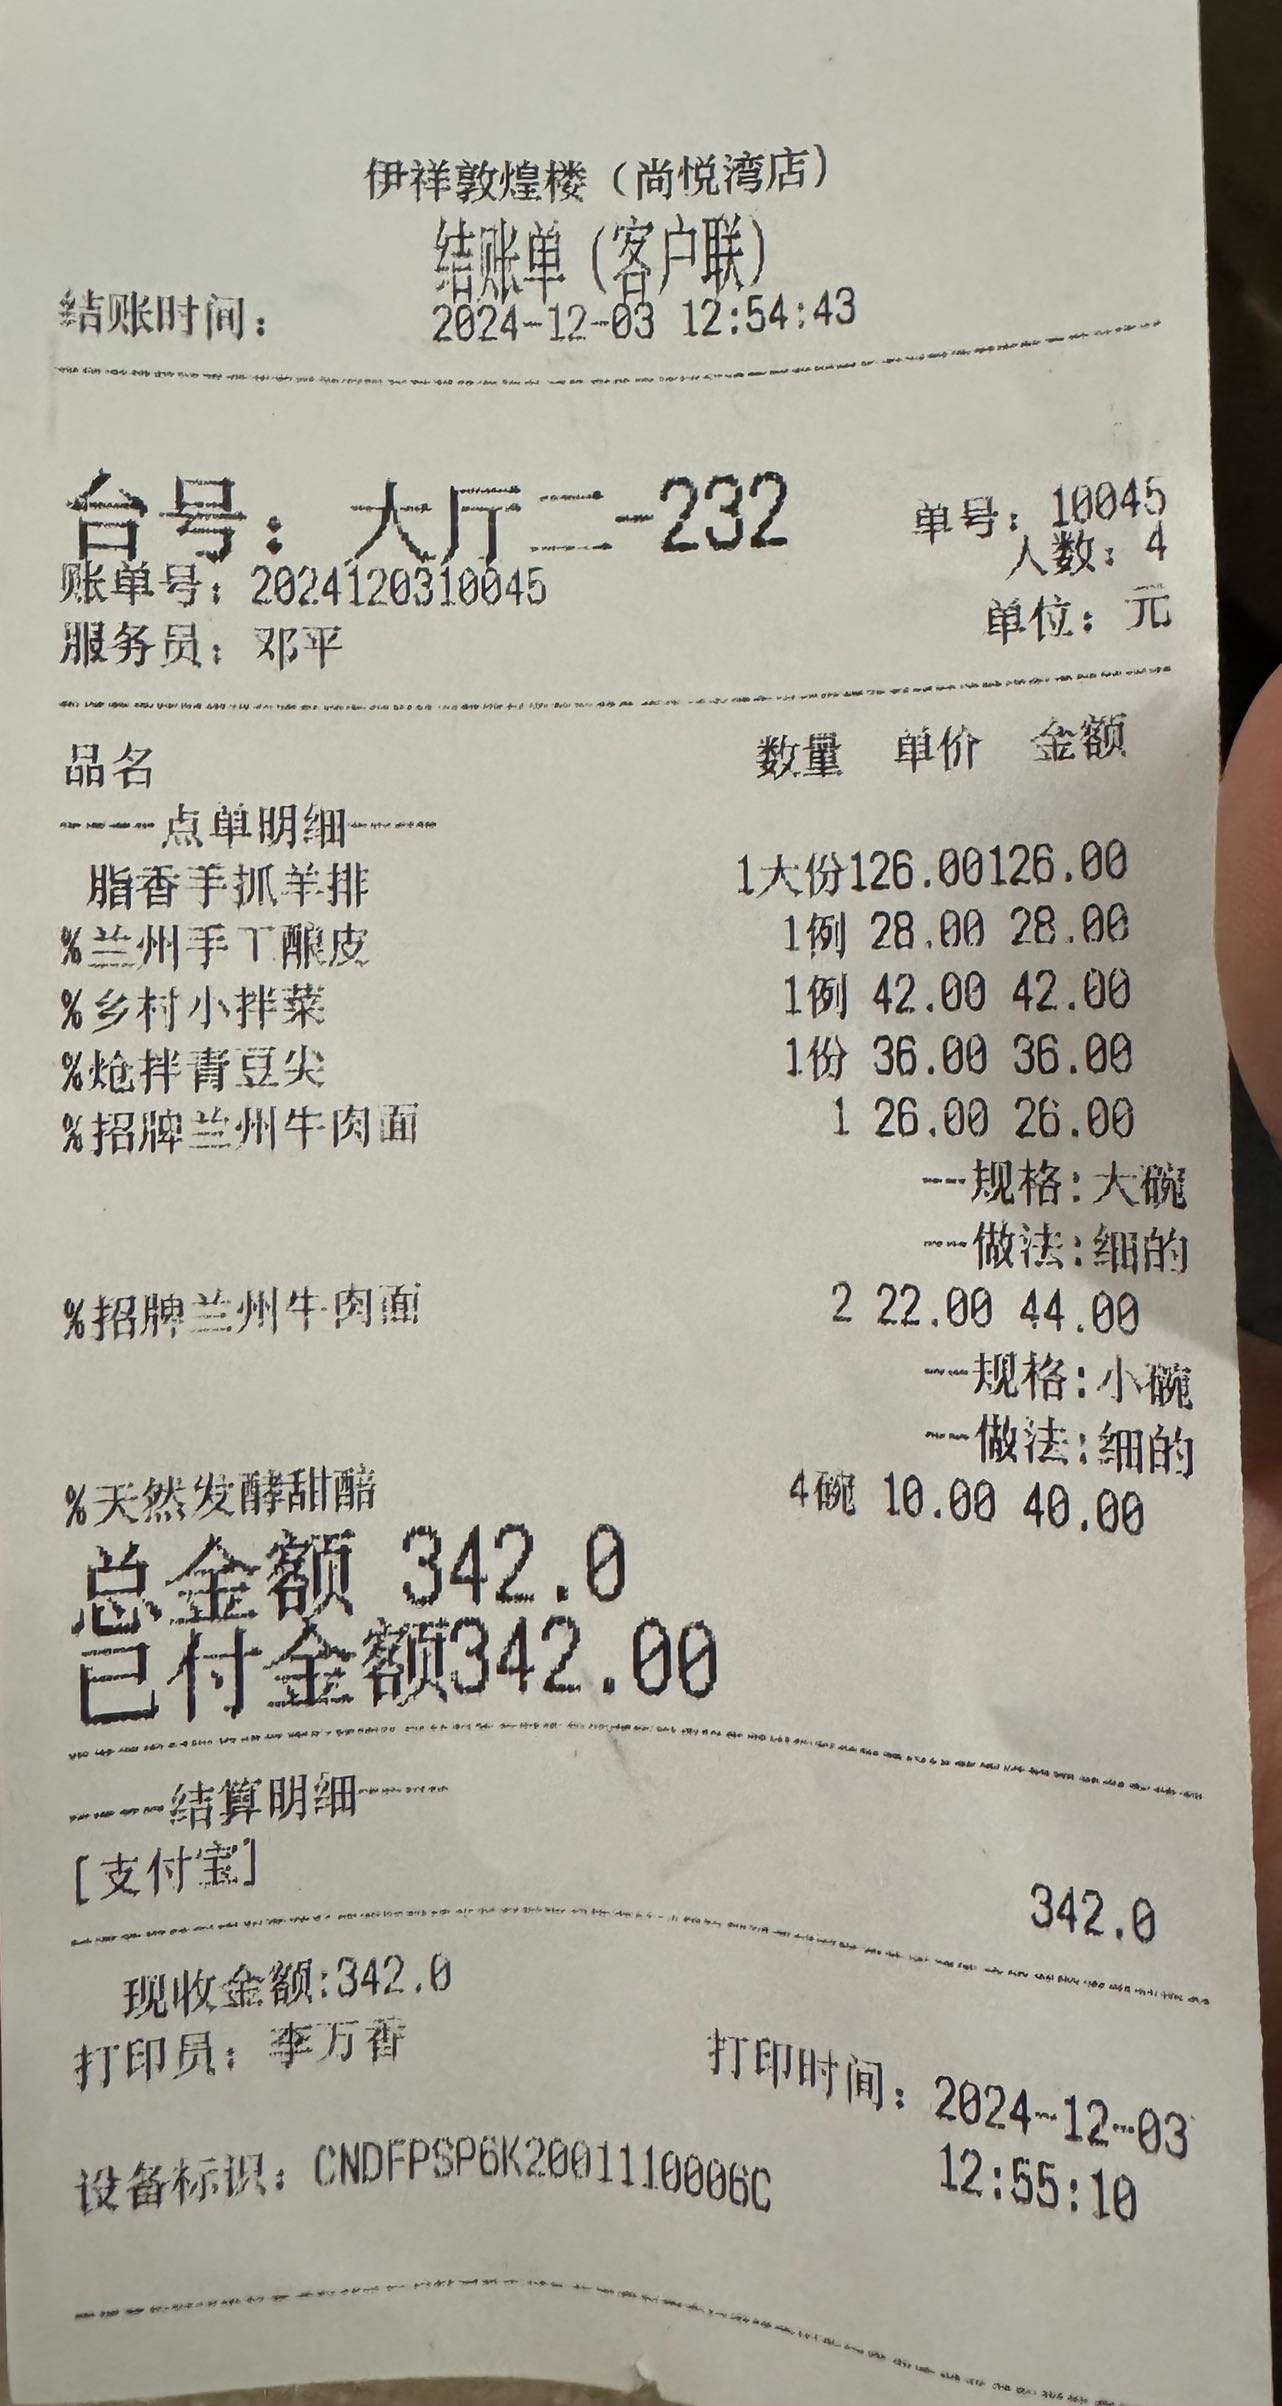 伊祥敦煌楼（尚悦湾店）
结账单（客户联）
结账时间： 2024-12-03 12:54:43
台号：大厅二-232 单号：10045
人数：4
账单号：2024120310045
单位：元
服务员：邓平
品名 数量 单价 金额
----点单明细----
脂香手抓羊排 1大份126.00126.00
%兰州手工酿皮 1例 28.00 28.00
%乡村小拌菜 1例 42.00 42.00
%炝拌青豆尖 1份 36.00 36.00
%招牌兰州牛肉面 1 26.00 26.00
--规格:大碗
--做法:细的
%招牌兰州牛肉面 2 22.00 44.00
--规格:小碗
--做法:细的
%天然发酵甜醅 4碗 10.00 40.00
总金额 342.0
已付金额342.00
----结算明细----
[支付宝] 342.0
现收金额:342.0
打印员：李万香 打印时间：2024-12-03
12:55:10
设备标识：CNDFPSP6K2001110006C